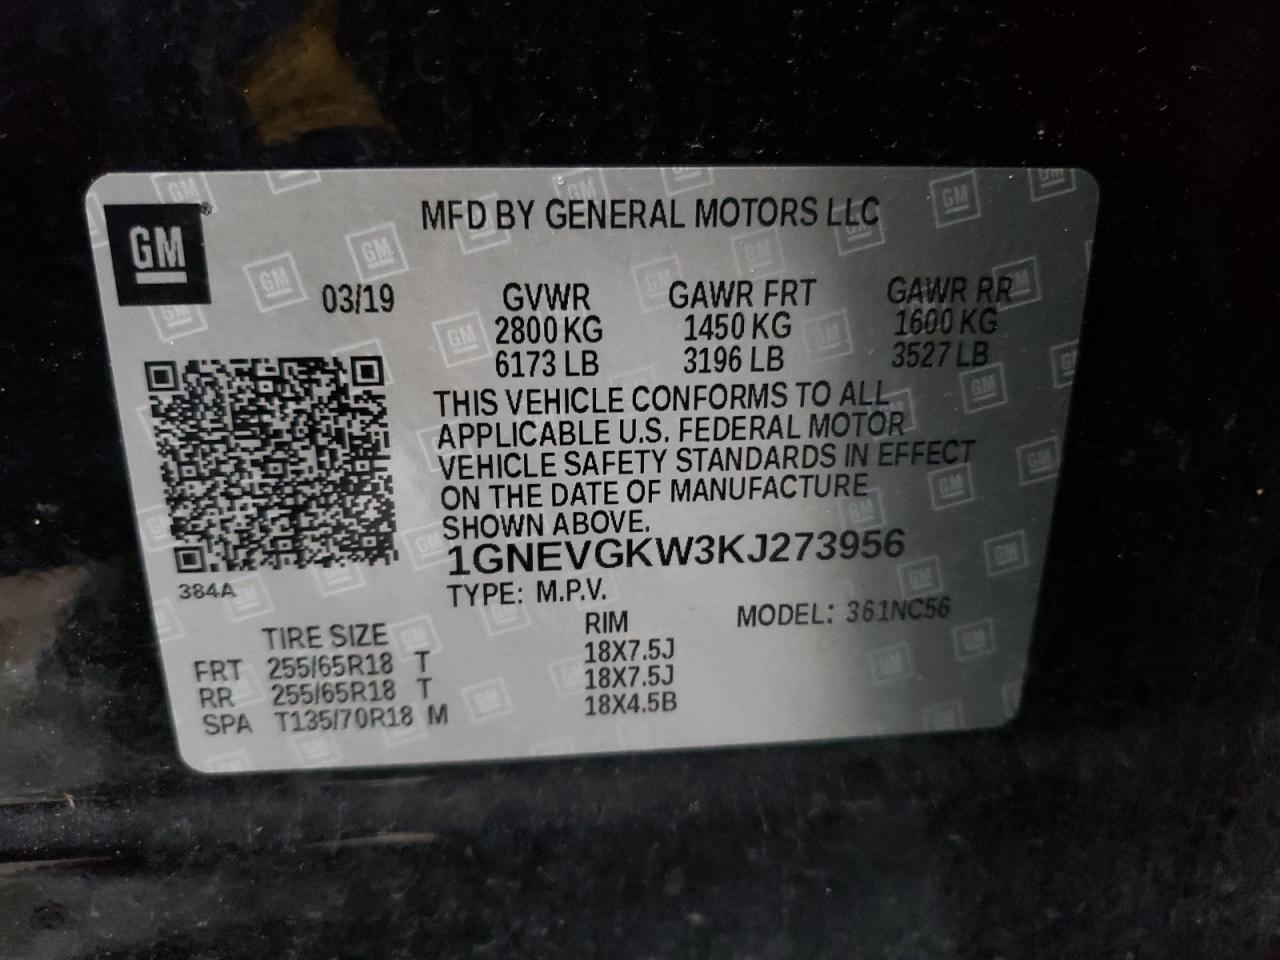 GM®
MFD BY GENERAL MOTORS LLC
03/19 GVWR GAWR FRT GAWR RR
2800 KG 1450 KG 1600 KG
6173 LB 3196 LB 3527 LB
THIS VEHICLE CONFORMS TO ALL
APPLICABLE U.S. FEDERAL MOTOR
VEHICLE SAFETY STANDARDS IN EFFECT
ON THE DATE OF MANUFACTURE
SHOWN ABOVE.
1GNEVGKW3KJ273956
384A
TYPE: M.P.V. MODEL: 361NC56
TIRE SIZE RIM
FRT 255/65R18 T 18X7.5J
RR 255/65R18 T 18X7.5J
SPA T135/70R18 M 18X4.5B